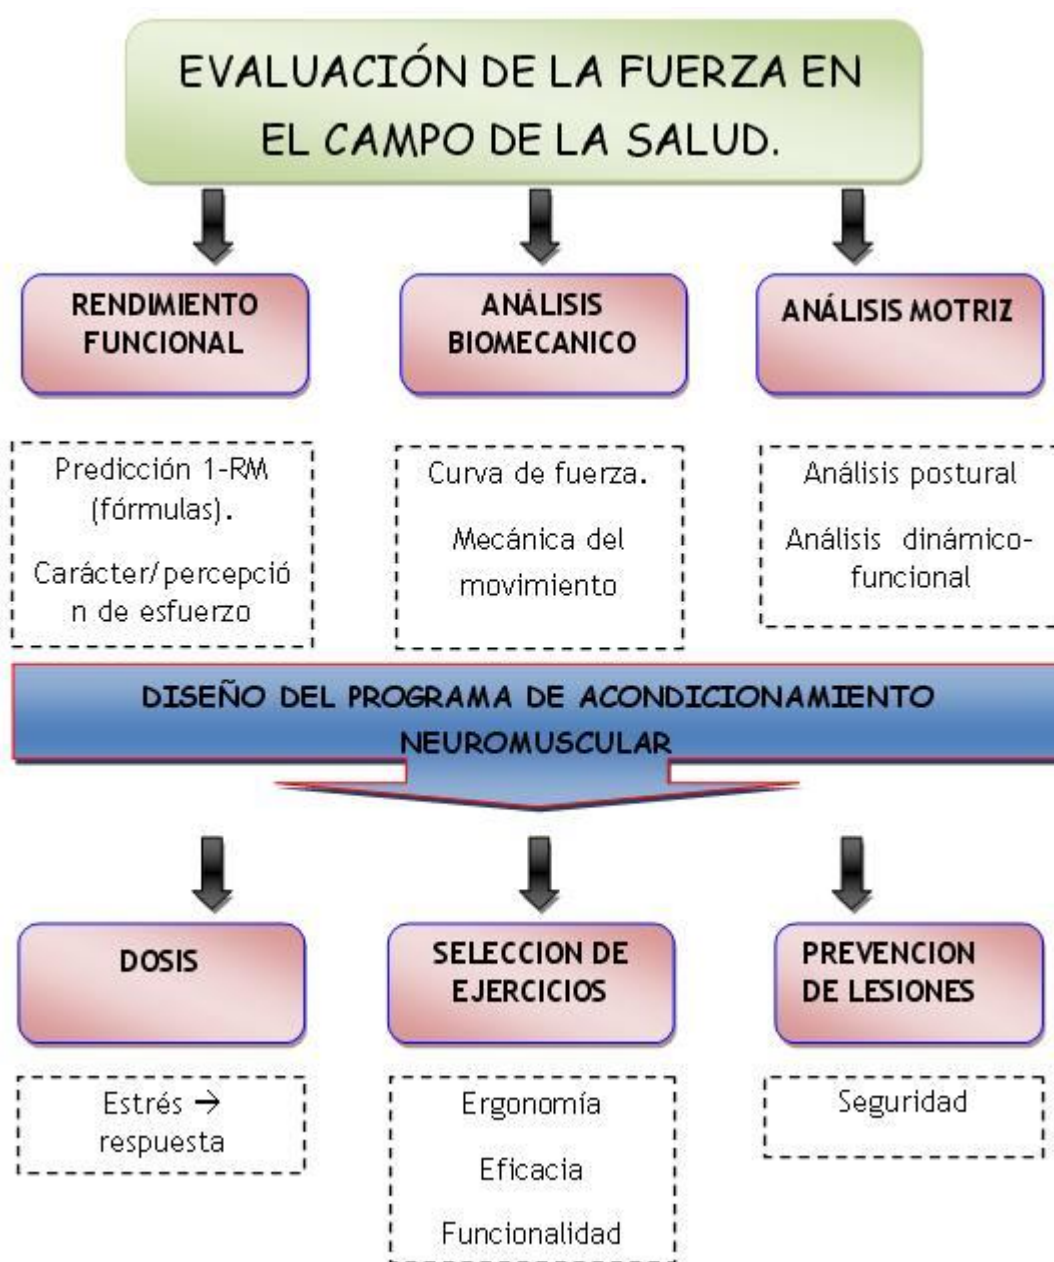 EVALUACIÓN DE LA FUERZA EN
EL CAMPO DE LA SALUD.
RENDIMIENTO
FUNCIONAL
ANÁLISIS
BIOMECANICO
ANÁLISIS MOTRIZ
Predicción 1-RM
(fórmulas).
Carácter/percepció
n de esfuerzo
Curva de fuerza.
Mecánica del
movimiento
Análisis postural
Análisis dinámico-
funcional
DISEÑO DEL PROGRAMA DE ACONDICIONAMIENTO
NEUROMUSCULAR
DOSIS
SELECCION DE
EJERCICIOS
PREVENCION
DE LESIONES
Estrés →
respuesta
Ergonomía
Eficacia
Funcionalidad
Seguridad